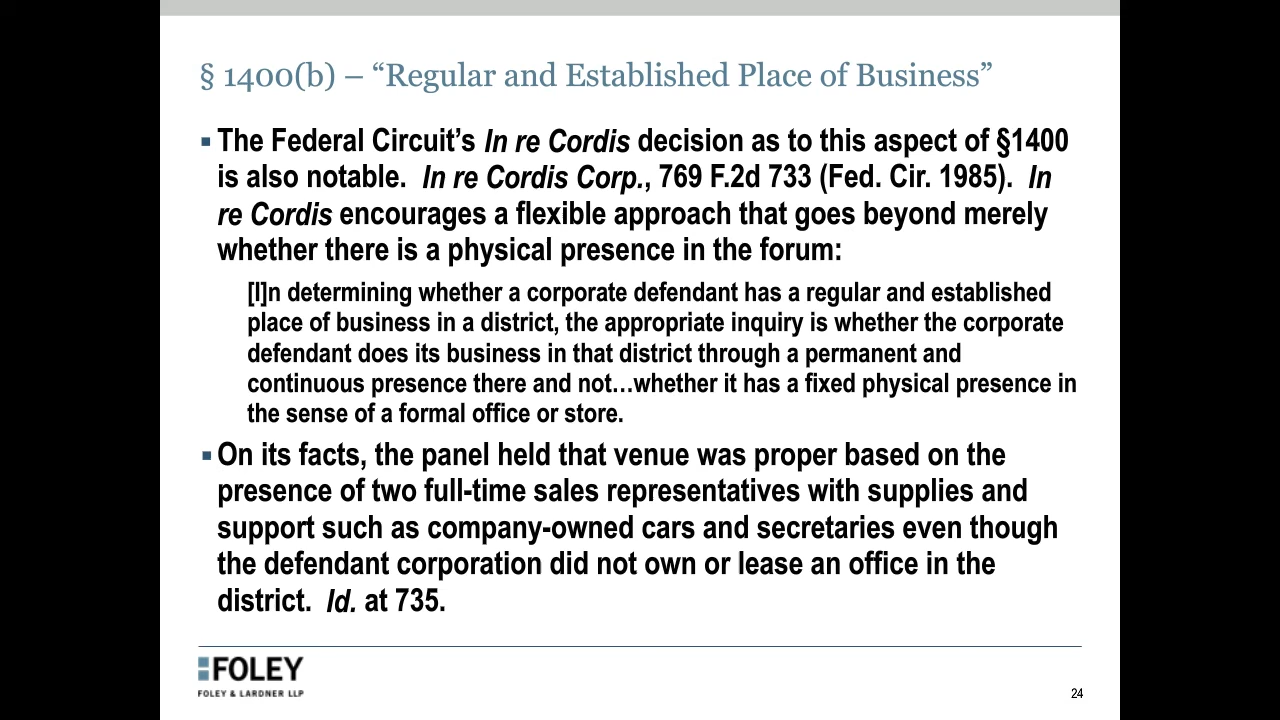 § 1400(b) – “Regular and Established Place of Business”
The Federal Circuit’s In re Cordis decision as to this aspect of §1400
is also notable. In re Cordis Corp., 769 F.2d 733 (Fed. Cir. 1985). In
re Cordis encourages a flexible approach that goes beyond merely
whether there is a physical presence in the forum:
[I]n determining whether a corporate defendant has a regular and established
place of business in a district, the appropriate inquiry is whether the corporate
defendant does its business in that district through a permanent and
continuous presence there and not…whether it has a fixed physical presence in
the sense of a formal office or store.
On its facts, the panel held that venue was proper based on the
presence of two full-time sales representatives with supplies and
support such as company-owned cars and secretaries even though
the defendant corporation did not own or lease an office in the
district. Id. at 735.
FOLEY
FOLEY & LARDNER LLP
24